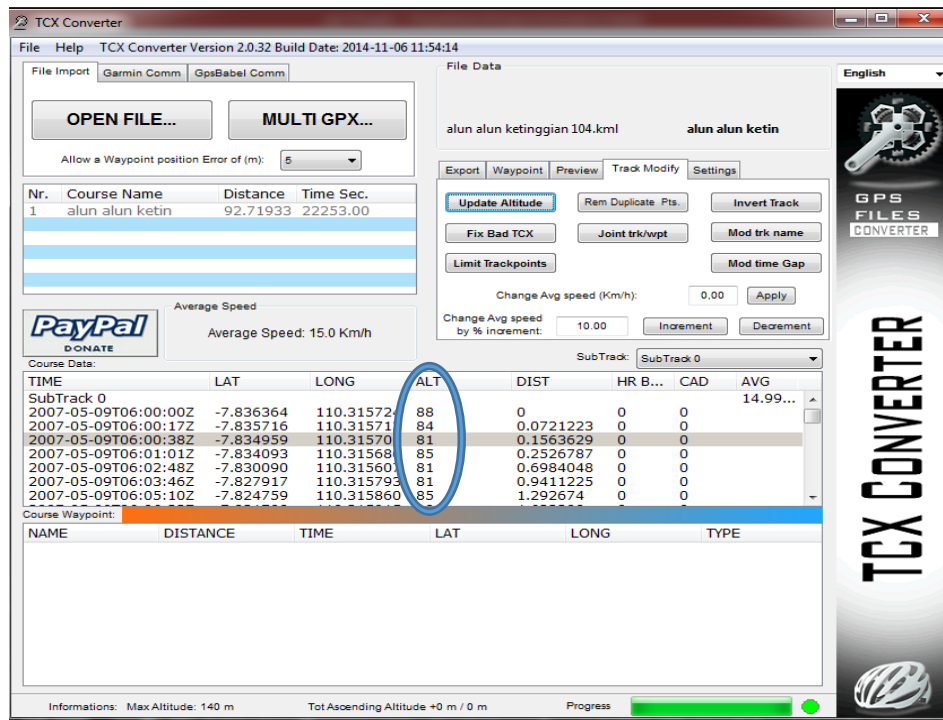 TCX Converter
File Help TCX Converter Version 2.0.32 Build Date: 2014-11-06 11:54:14
File Import Garmin Comm GpsBabel Comm
OPEN FILE... MULTI GPX...
Allow a Waypoint position Error of (m): 5
File Data
alun alun ketinggian 104.kml alun alun ketin
English
Nr. Course Name Distance Time Sec.
1 alun alun ketin 92.71933 22253.00
Export Waypoint Preview Track Modify Settings
Update Altitude Rem Duplicate Pts. Invert Track
Fix Bad TCX Joint trk/wpt Mod trk name
Limit Trackpoints Mod time Gap
Change Avg speed (Km/h): 0,00 Apply
Change Avg speed
by % increment: 10.00 Increment Decrement
SubTrack: SubTrack 0
GPS
FILES
CONVERTER
TCX CONVERTER
PayPal
DONATE
Average Speed
Average Speed: 15.0 Km/h
Course Data:
TIME LAT LONG ALT DIST HR B... CAD AVG
SubTrack 0 14.99...
2007-05-09T06:00:00Z -7.836364 110.315724 88 0 0 0
2007-05-09T06:00:17Z -7.835716 110.31571 84 0.0721223 0 0
2007-05-09T06:00:38Z -7.834959 110.31570 81 0.1563629 0 0
2007-05-09T06:01:01Z -7.834093 110.31568 85 0.2526787 0 0
2007-05-09T06:02:48Z -7.830090 110.31560 81 0.6984048 0 0
2007-05-09T06:03:46Z -7.827917 110.315793 81 0.9411225 0 0
2007-05-09T06:05:10Z -7.824759 110.315860 85 1.292674 0 0
Course Waypoint:
NAME DISTANCE TIME LAT LONG TYPE
Informations: Max Altitude: 140 m Tot Ascending Altitude +0 m / 0 m Progress